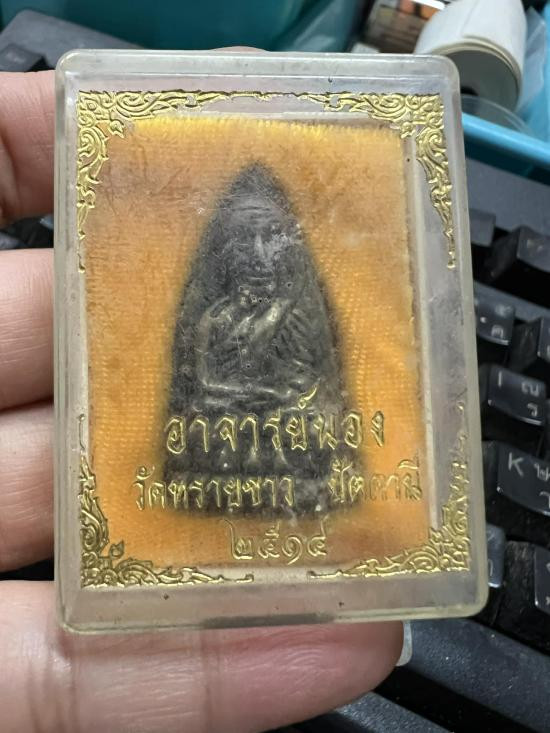 อาจารย์นอง
วัดทรายขาว ปัตตานี
๒๕๑๔